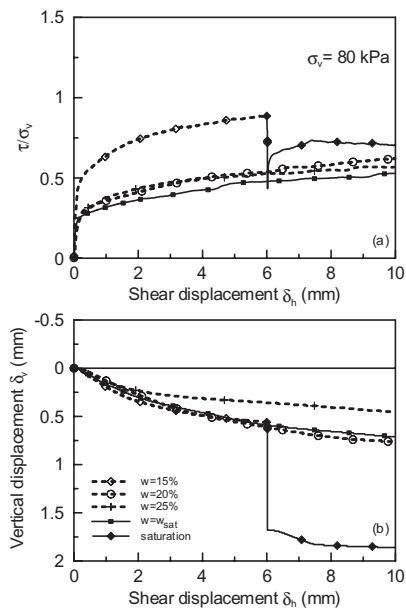 1.5
1
0.5
0
τ/σv
σv= 80 kPa
(a)
0 2 4 6 8 10
Shear displacement δh (mm)
-0.5
0
0.5
1
1.5
2
Vertical displacement δv (mm)
w=15%
w=20%
w=25%
w=wsat
saturation
(b)
0 2 4 6 8 10
Shear displacement δh (mm)